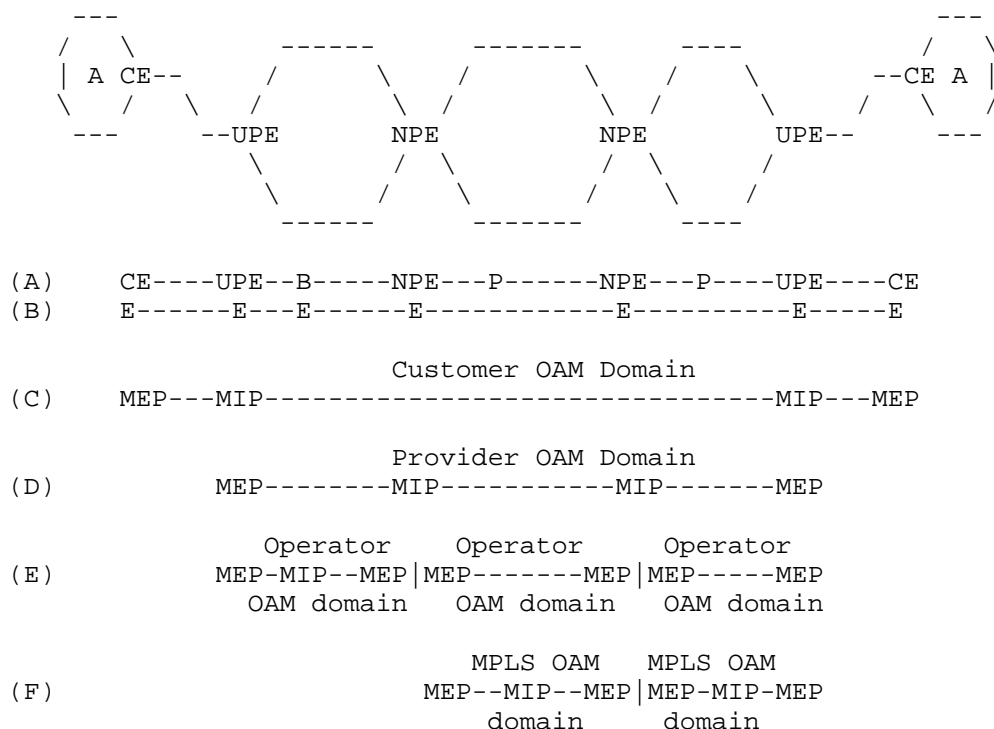 ---                                                   ---
      /   \         ------      -------     ----            /   \
      | A CE--     /      \    /       \   /    \       --CE A |
      \   /   \   /        \  /         \ /      \     /   \   /
       ---     --UPE       NPE          NPE        UPE--     ---
                  \        / \          / \        /
                   \      /   \        /   \      /
                    ------     -------      ----
(A)    CE----UPE--B-----NPE---P------NPE---P----UPE----CE
(B)    E------E---E------E------------E----------E-----E
Customer OAM Domain
(C)    MEP---MIP--------------------------------MIP---MEP
Provider OAM Domain
(D)    MEP--------MIP-----------MIP-------MEP
Operator    Operator    Operator
(E)    MEP-MIP--MEP|MEP-------MEP|MEP-----MEP
OAM domain    OAM domain    OAM domain
MPLS OAM    MPLS OAM
(F)    MEP--MIP--MEP|MEP-MIP-MEP
domain    domain